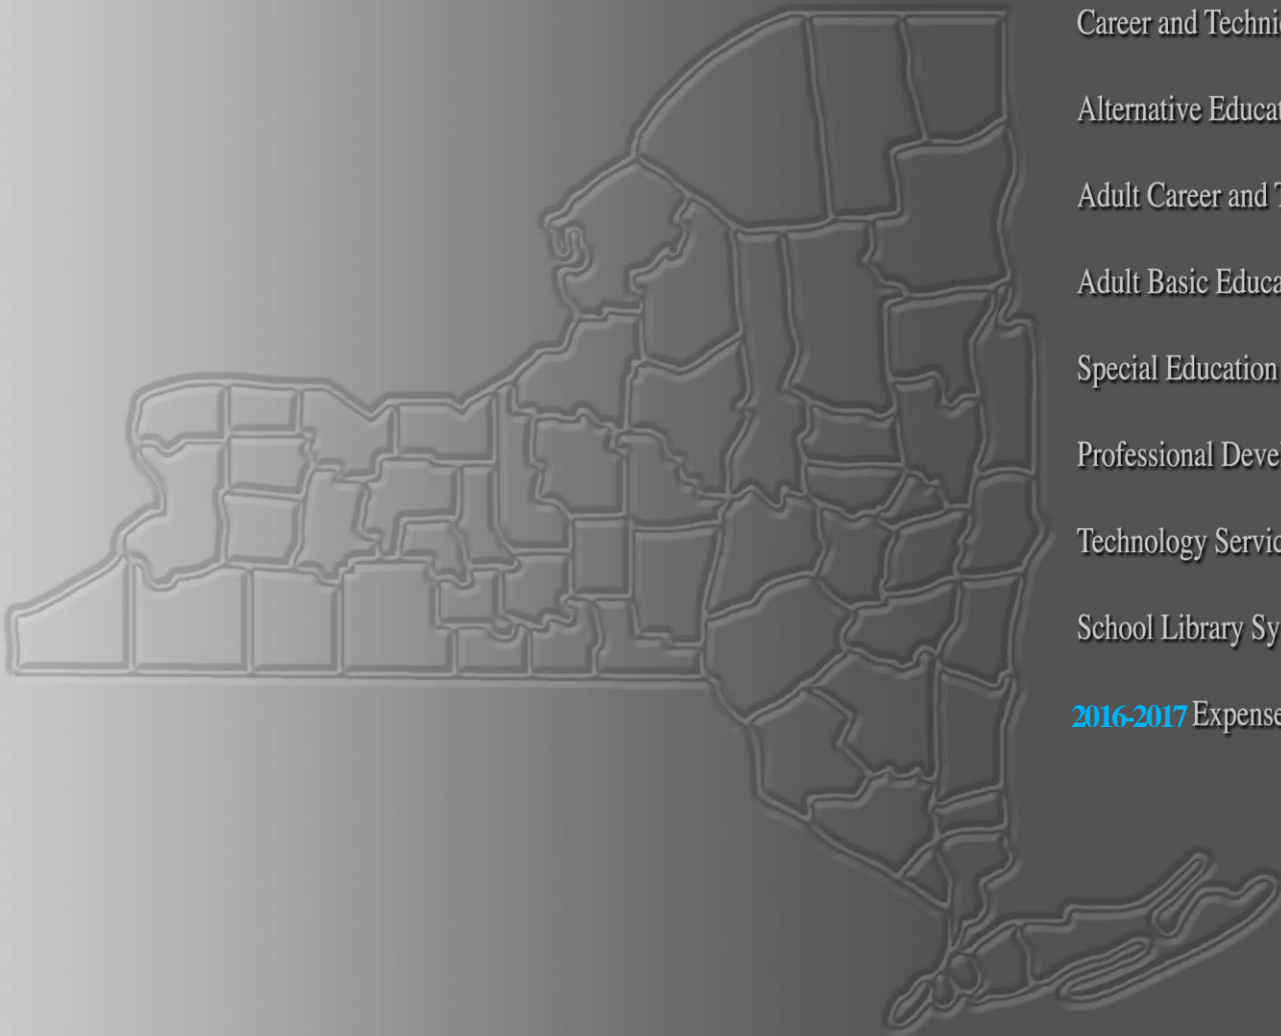 Career and Techni
Alternative Educat
Adult Career and T
Adult Basic Educa
Special Education
Professional Deve
Technology Servic
School Library Sy
2016-2017 Expense